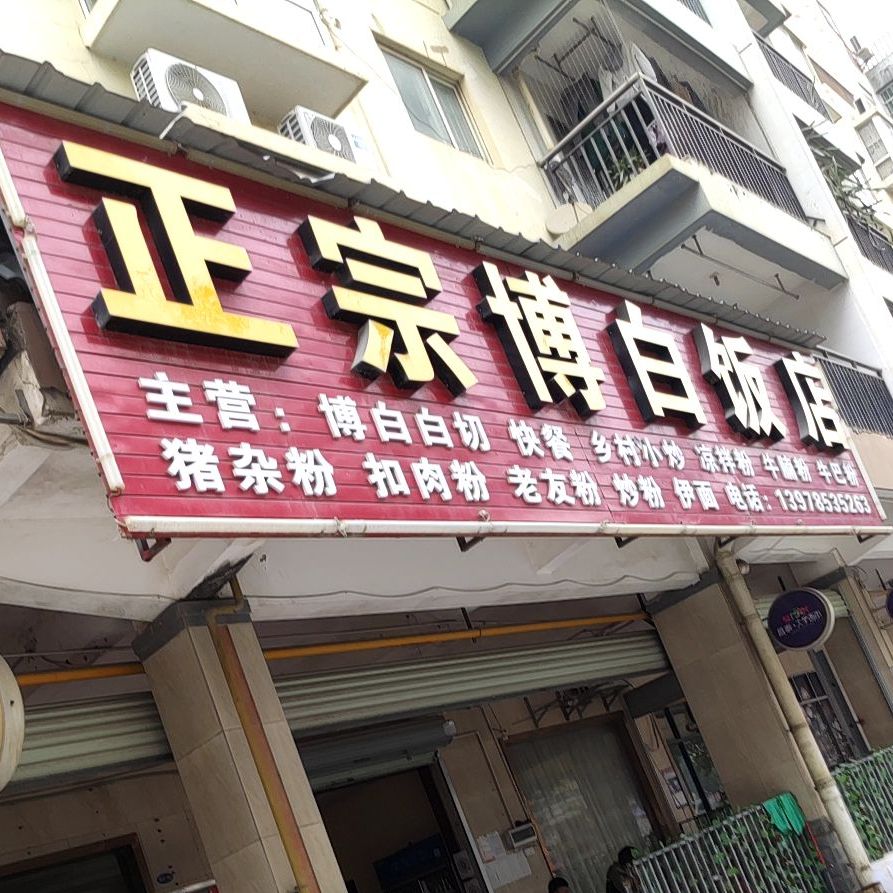 正宗博白饭店
主营：博白白切 快餐 乡村小炒 凉拌粉 牛腩粉 牛巴粉
猪杂粉 扣肉粉 老友粉 炒粉 伊面 电话：13978535263